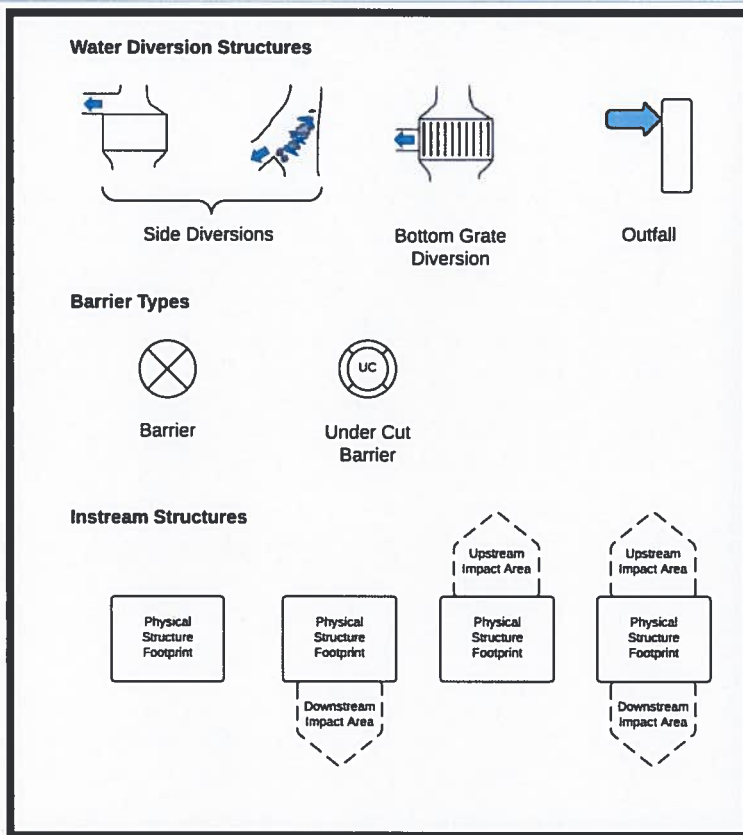 Water Diversion Structures
Side Diversions
Bottom Grate
Diversion
Outfall
Barrier Types
UC
Barrier
Under Cut
Barrier
Instream Structures
Physical
Structure
Footprint
Physical
Structure
Footprint
Downstream
Impact Area
Upstream
Impact Area
Physical
Structure
Footprint
Upstream
Impact Area
Physical
Structure
Footprint
Downstream
Impact Area